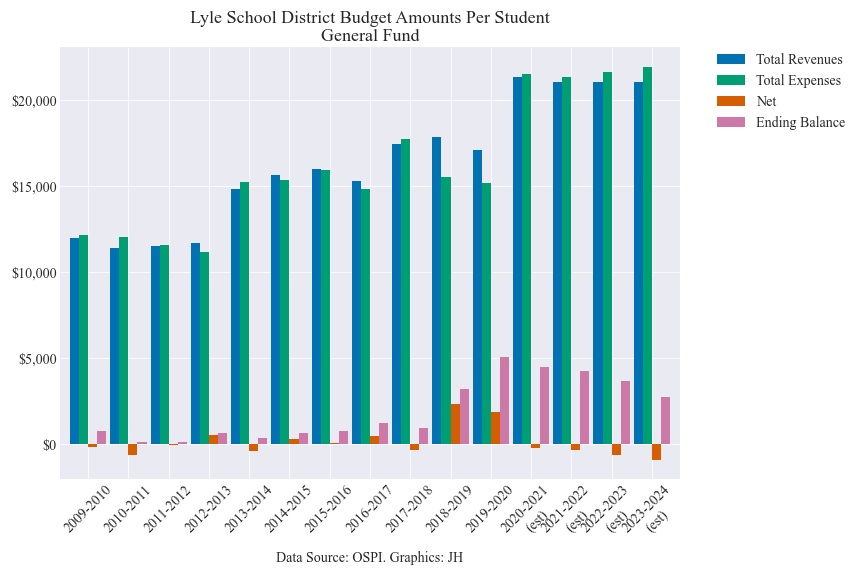 Lyle School District Budget Amounts Per Student
General Fund
Total Revenues
Total Expenses
Net
Ending Balance
$20,000
$15,000
$10,000
$5,000
$0
2009-2010
2010-2011
2011-2012
2012-2013
2013-2014
2014-2015
2015-2016
2016-2017
2017-2018
2018-2019
2019-2020
2020-2021
(est)
2021-2022
(est)
2022-2023
(est)
2023-2024
(est)
Data Source: OSPI. Graphics: JH